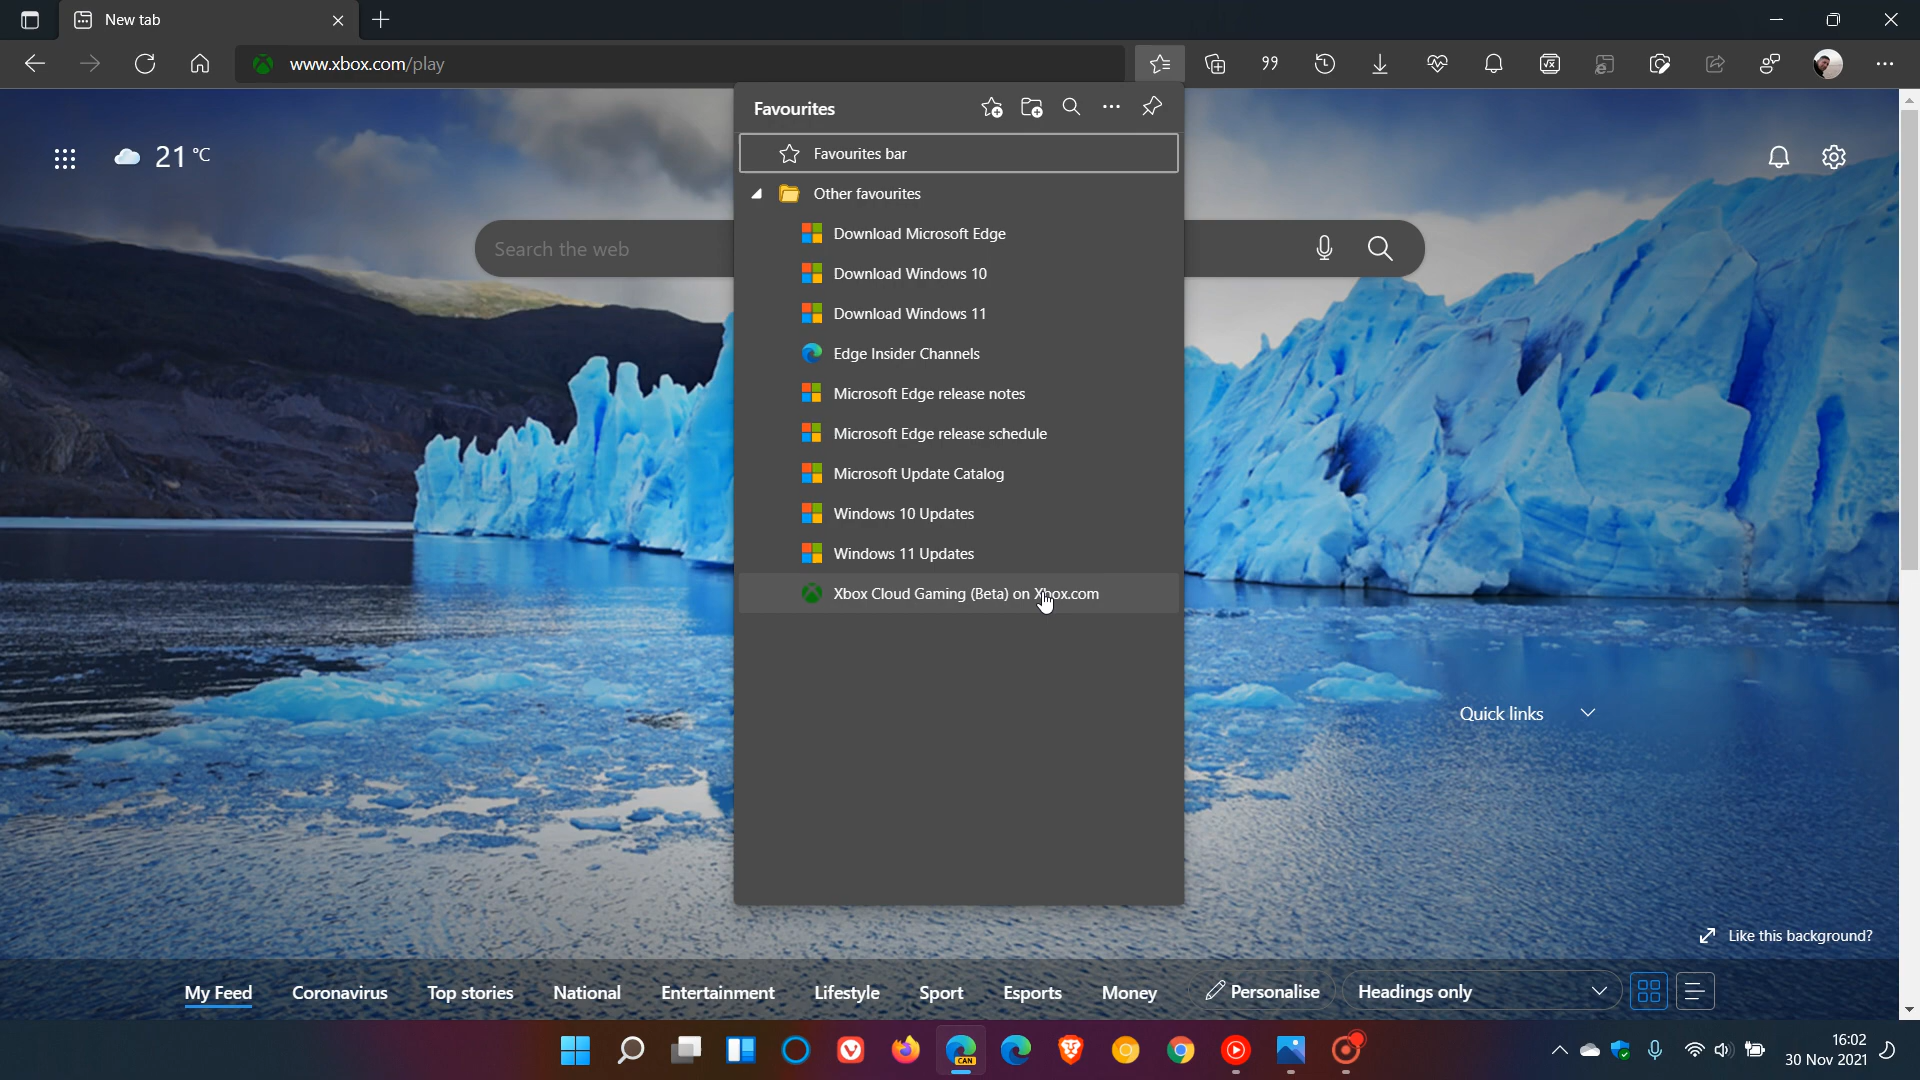 New tab
www.xbox.com/play
Favourites
21 °C
Favourites bar
Other favourites
Search the web
Download Microsoft Edge
Download Windows 10
Download Windows 11
Edge Insider Channels
Microsoft Edge release notes
Microsoft Edge release schedule
Microsoft Update Catalog
Windows 10 Updates
Windows 11 Updates
Xbox Cloud Gaming (Beta) on Xbox.com
Quick links
Like this background?
My Feed Coronavirus Top stories National Entertainment Lifestyle Sport Esports Money Personalise Headings only
CAN
16:02
30 Nov 2021